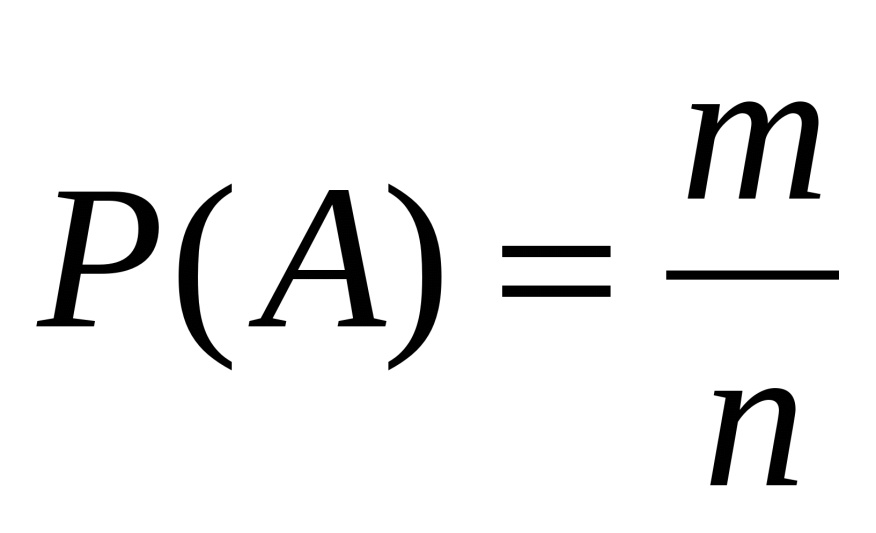 P(A) = m/n